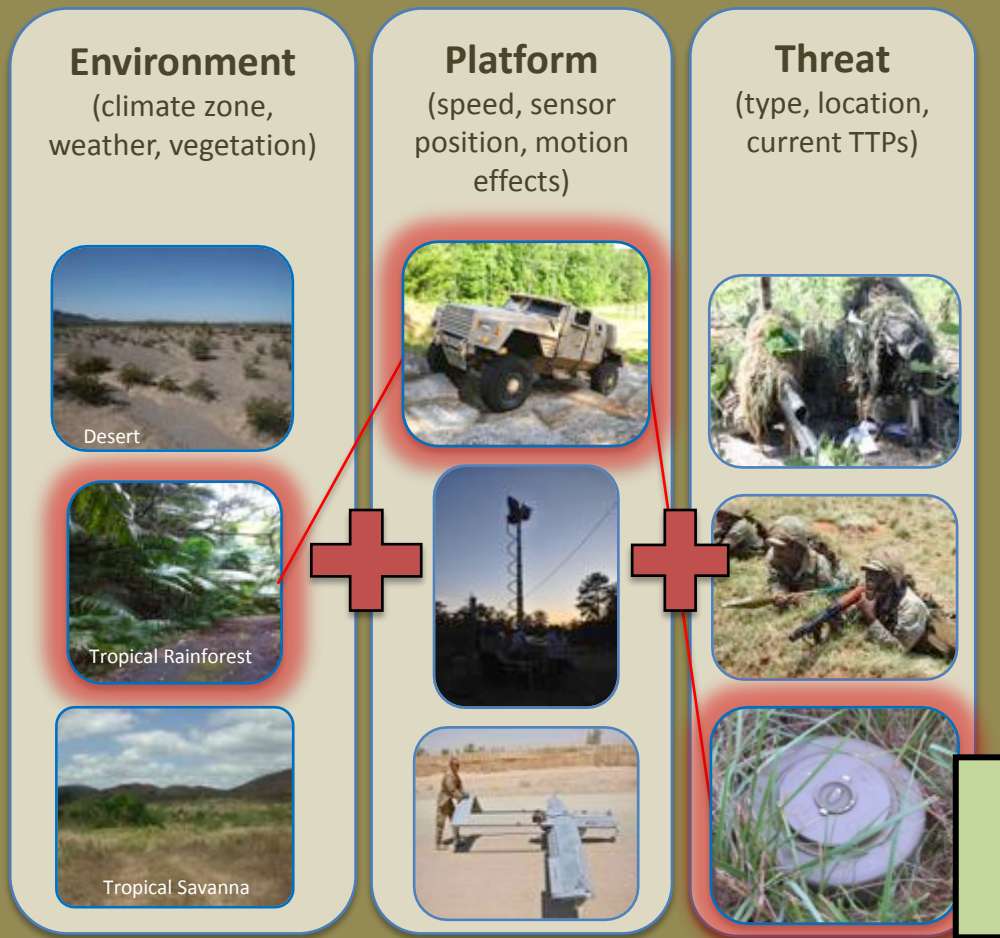 Environment
(climate zone,
weather, vegetation)
Desert
Tropical Rainforest
Tropical Savanna
Platform
(speed, sensor
position, motion
effects)
Threat
(type, location,
current TTPs)